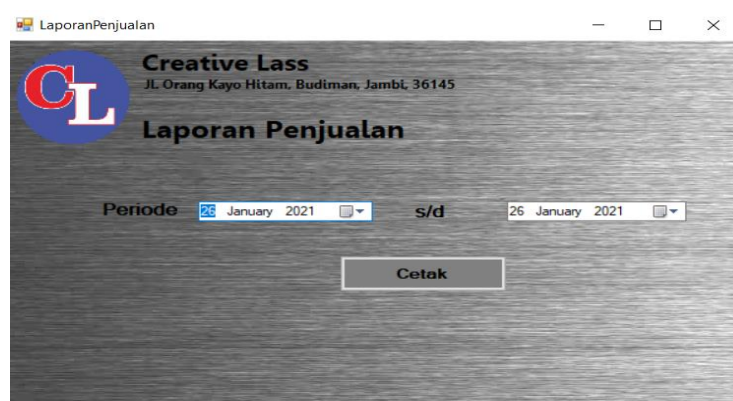 LaporanPenjualan
CL
Creative Lass
JL. Orang Kayo Hitam, Budiman, Jambi, 36145
Laporan Penjualan
Periode 26 January 2021 s/d 26 January 2021
Cetak